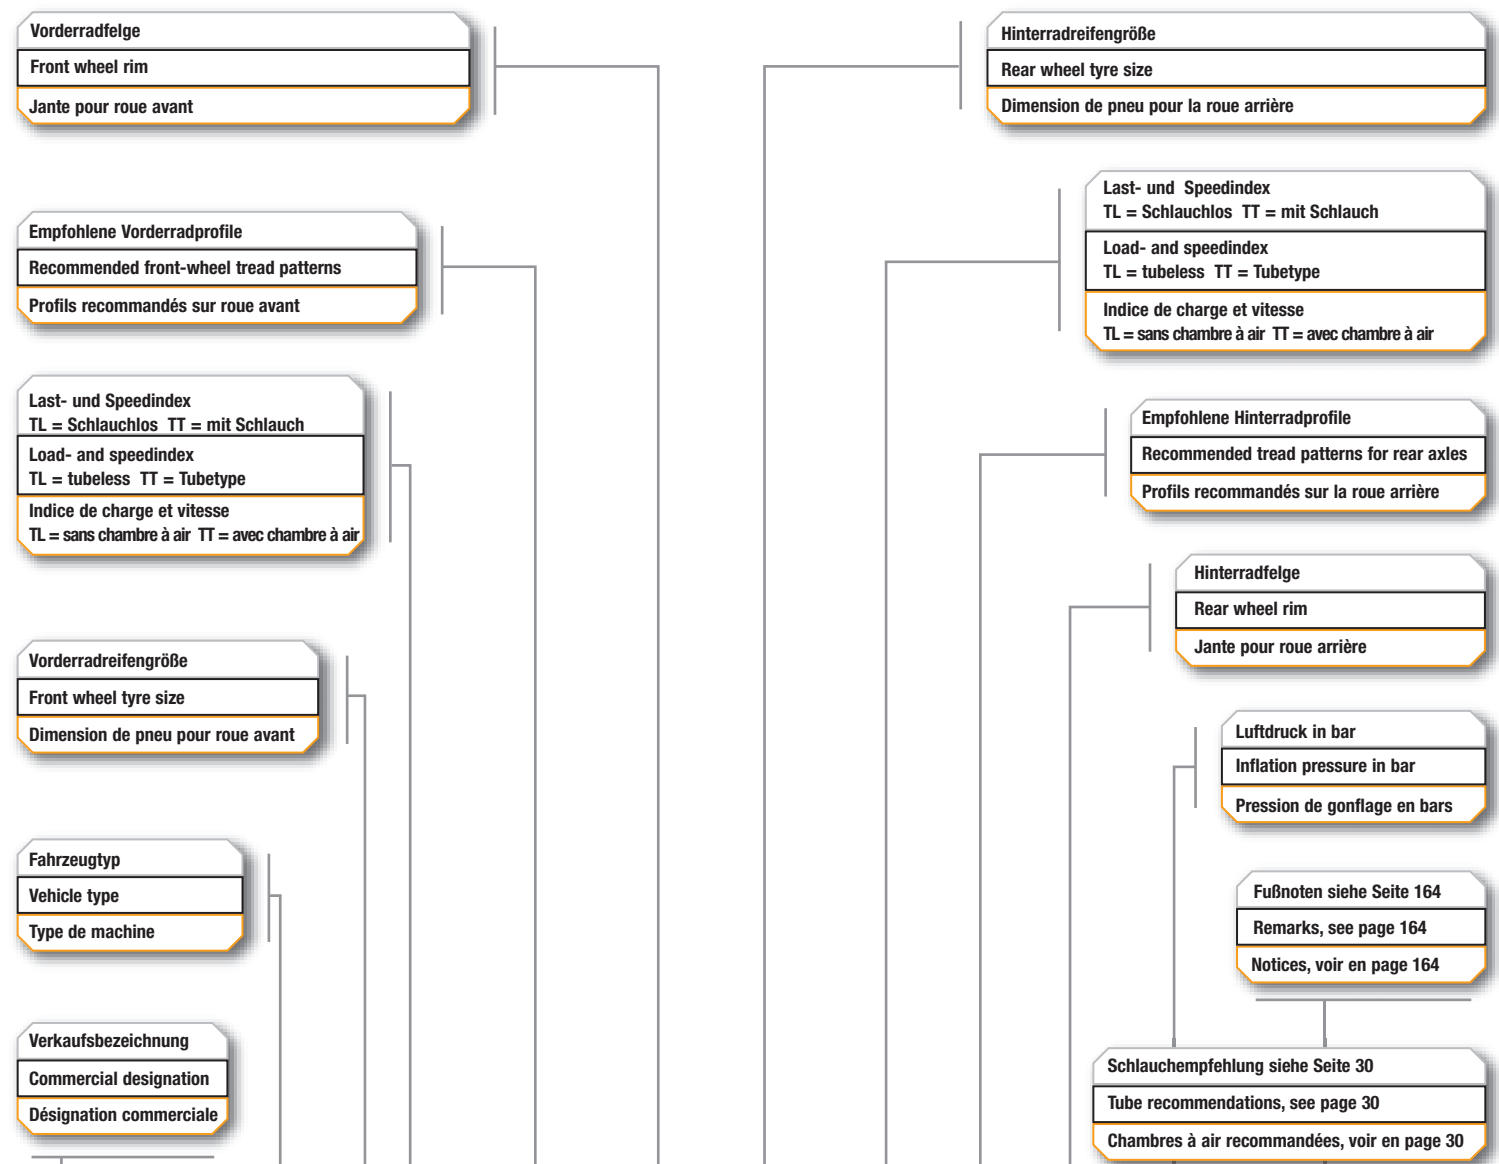 Vorderradfelge
Front wheel rim
Jante pour roue avant
Empfohlene Vorderradprofile
Recommended front-wheel tread patterns
Profils recommandés sur roue avant
Last- und Speedindex
TL = Schlauchlos TT = mit Schlauch
Load- and speedindex
TL = tubeless TT = Tubetype
Indice de charge et vitesse
TL = sans chambre à air TT = avec chambre à air
Vorderradreifengröße
Front wheel tyre size
Dimension de pneu pour roue avant
Fahrzeugtyp
Vehicle type
Type de machine
Verkaufsbezeichnung
Commercial designation
Désignation commerciale
Hinterradreifengröße
Rear wheel tyre size
Dimension de pneu pour la roue arrière
Last- und Speedindex
TL = Schlauchlos TT = mit Schlauch
Load- and speedindex
TL = tubeless TT = Tubetype
Indice de charge et vitesse
TL = sans chambre à air TT = avec chambre à air
Empfohlene Hinterradprofile
Recommended tread patterns for rear axles
Profils recommandés sur la roue arrière
Hinterradfelge
Rear wheel rim
Jante pour roue arrière
Luftdruck in bar
Inflation pressure in bar
Pression de gonflage en bars
Fußnoten siehe Seite 164
Remarks, see page 164
Notices, voir en page 164
Schlauchempfehlung siehe Seite 30
Tube recommendations, see page 30
Chambres à air recommandées, voir en page 30